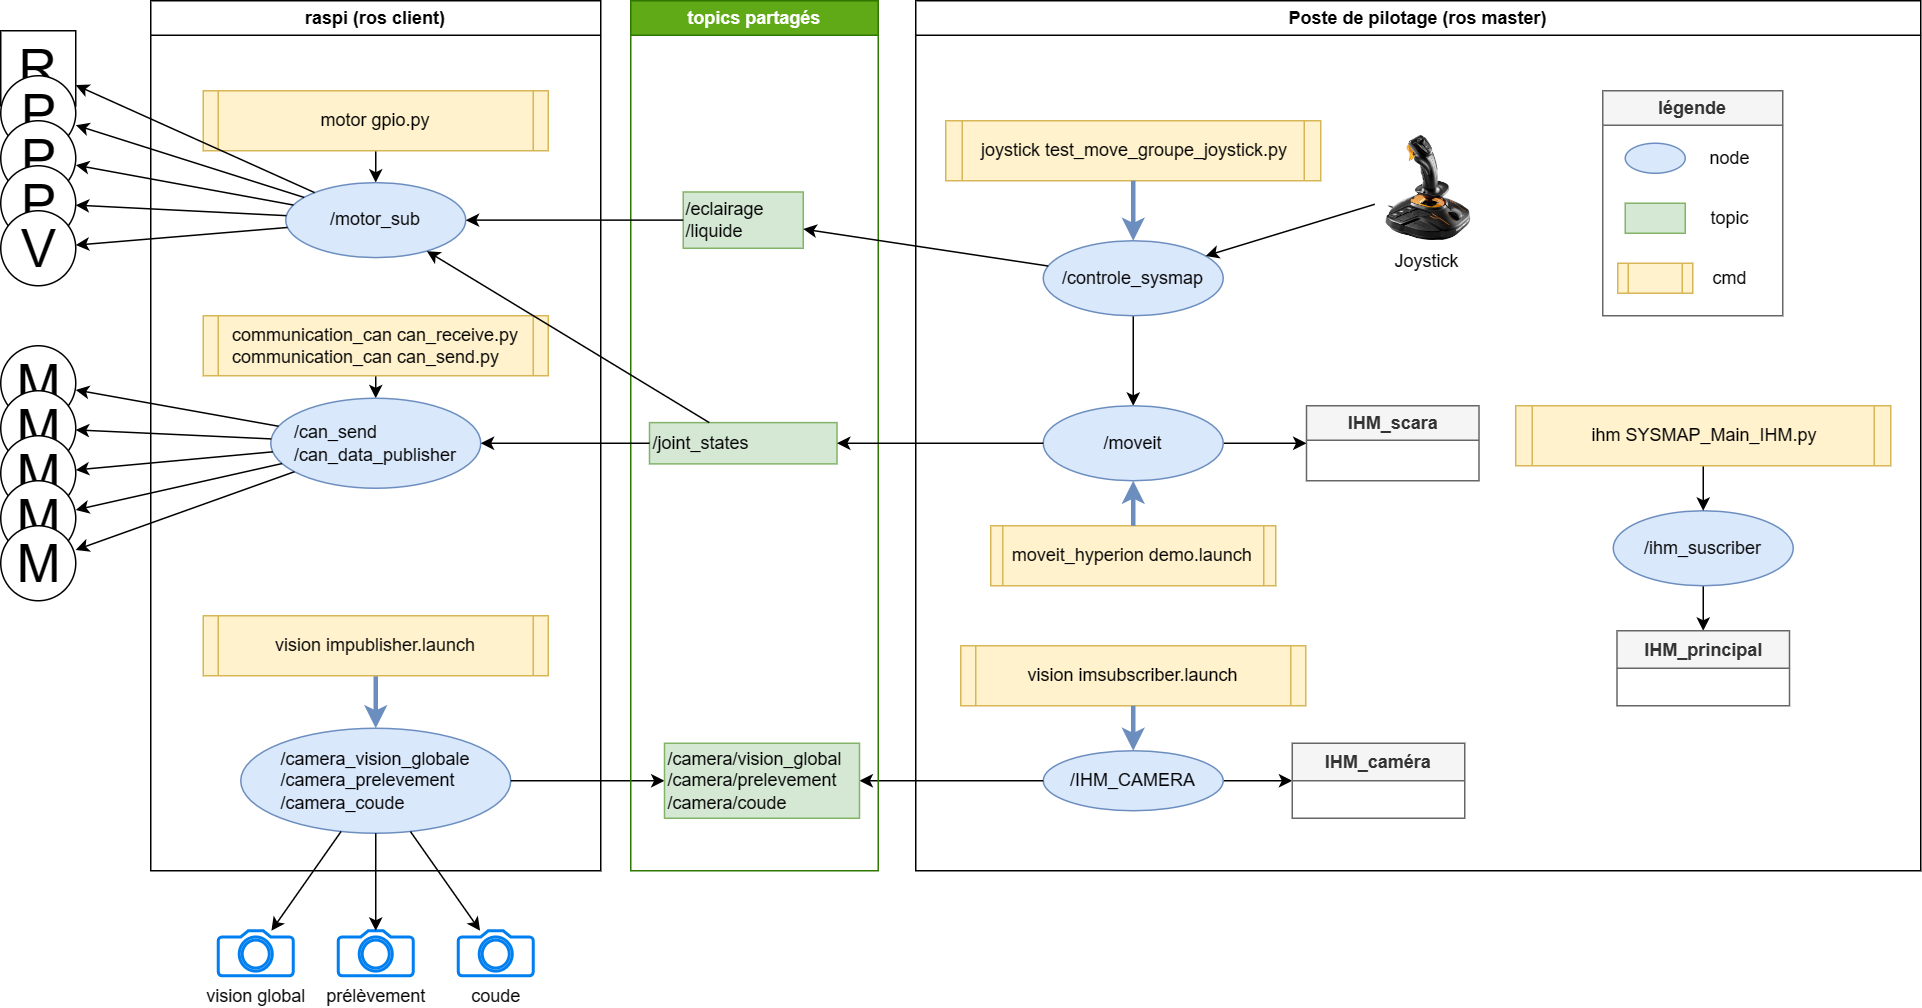 raspi (ros client)
topics partagés
Poste de pilotage (ros master)
R
P
P
P
V
motor gpio.py
/motor_sub
/eclairage
/liquide
joystick test_move_groupe_joystick.py
/controle_sysmap
Joystick
légende
node
topic
cmd
M
M
M
M
M
communication_can can_receive.py
communication_can can_send.py
/can_send
/can_data_publisher
/joint_states
/moveit
IHM_scara
moveit_hyperion demo.launch
ihm SYSMAP_Main_IHM.py
/ihm_suscriber
IHM_principal
vision impublisher.launch
/camera_vision_globale
/camera_prelevement
/camera_coude
/camera/vision_global
/camera/prelevement
/camera/coude
vision imsubscriber.launch
/IHM_CAMERA
IHM_caméra
vision global
prélèvement
coude